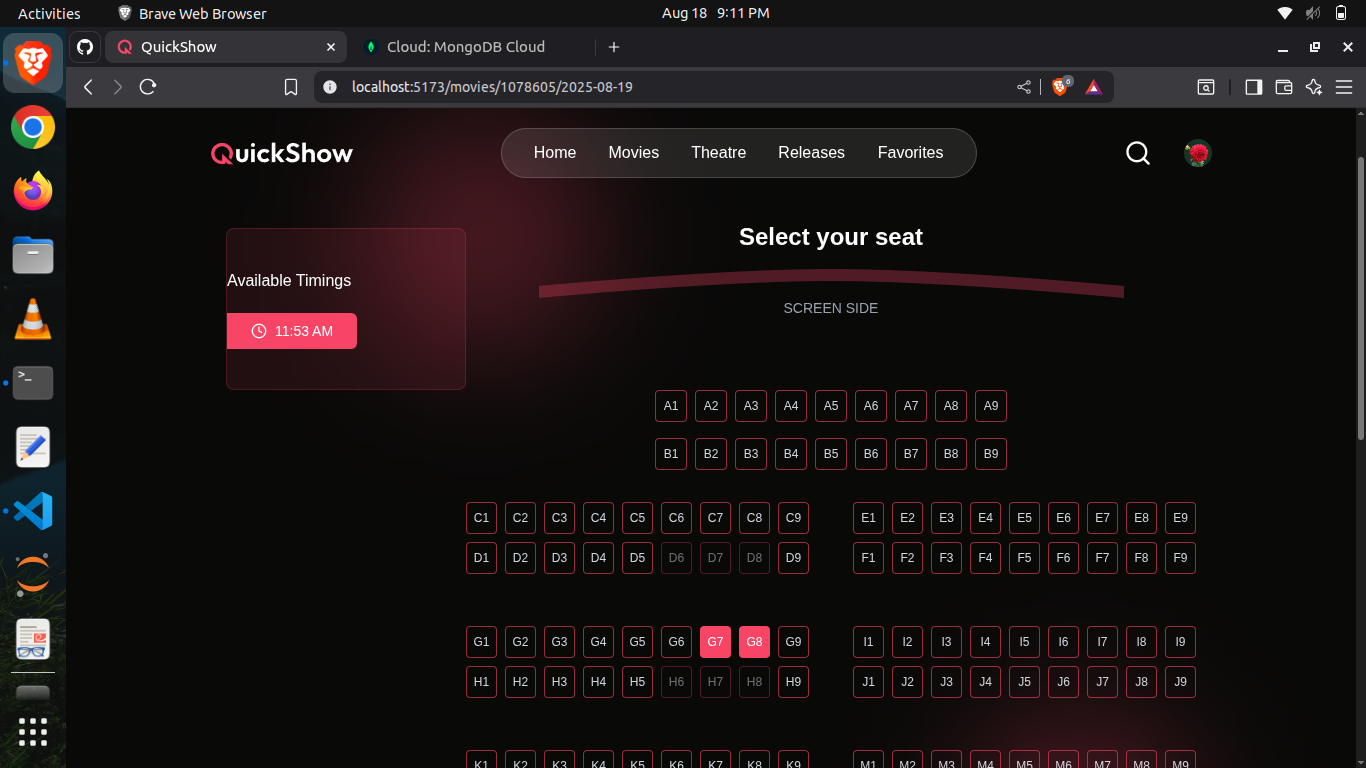 Activities Brave Web Browser Aug 18 9:11 PM
QuickShow Cloud: MongoDB Cloud
localhost:5173/movies/1078605/2025-08-19 6
QuickShow Home Movies Theatre Releases Favorites
Select your seat
Available Timings
11:53 AM
SCREEN SIDE
A1 A2 A3 A4 A5 A6 A7 A8 A9
B1 B2 B3 B4 B5 B6 B7 B8 B9
C1 C2 C3 C4 C5 C6 C7 C8 C9 E1 E2 E3 E4 E5 E6 E7 E8 E9
D1 D2 D3 D4 D5 D6 D7 D8 D9 F1 F2 F3 F4 F5 F6 F7 F8 F9
G1 G2 G3 G4 G5 G6 G7 G8 G9 I1 I2 I3 I4 I5 I6 I7 I8 I9
H1 H2 H3 H4 H5 H6 H7 H8 H9 J1 J2 J3 J4 J5 J6 J7 J8 J9
K1 K2 K3 K4 K5 K6 K7 K8 K9 M1 M2 M3 M4 M5 M6 M7 M8 M9